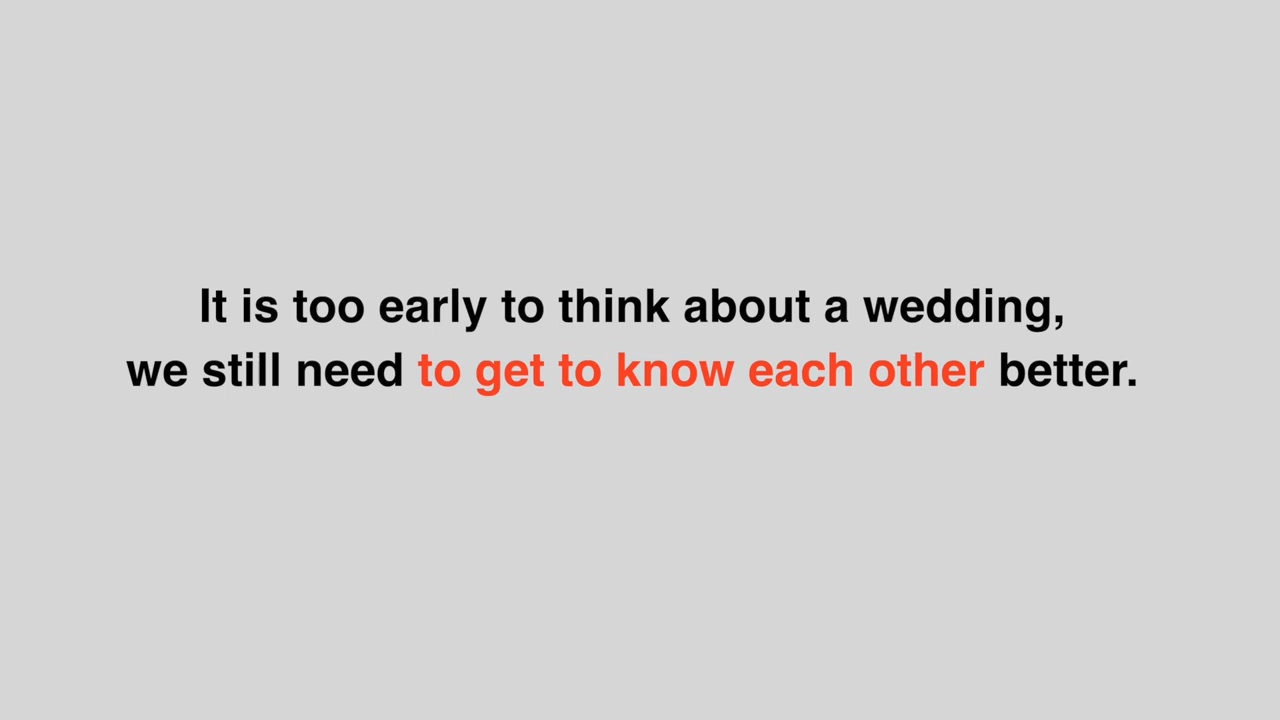 It is too early to think about a wedding,
we still need to get to know each other better.